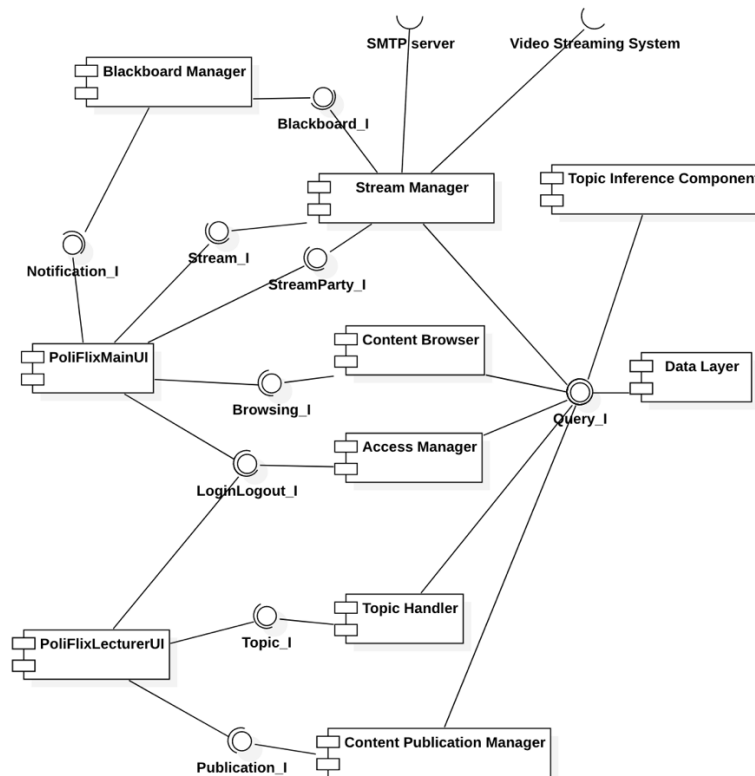 SMTP server
Video Streaming System
Blackboard Manager
Blackboard_I
Stream Manager
Topic Inference Component
Notification_I
Stream_I
StreamParty_I
PoliFlixMainUI
Content Browser
Data Layer
Browsing_I
Query_I
Access Manager
LoginLogout_I
PoliFlixLecturerUI
Topic Handler
Topic_I
Content Publication Manager
Publication_I